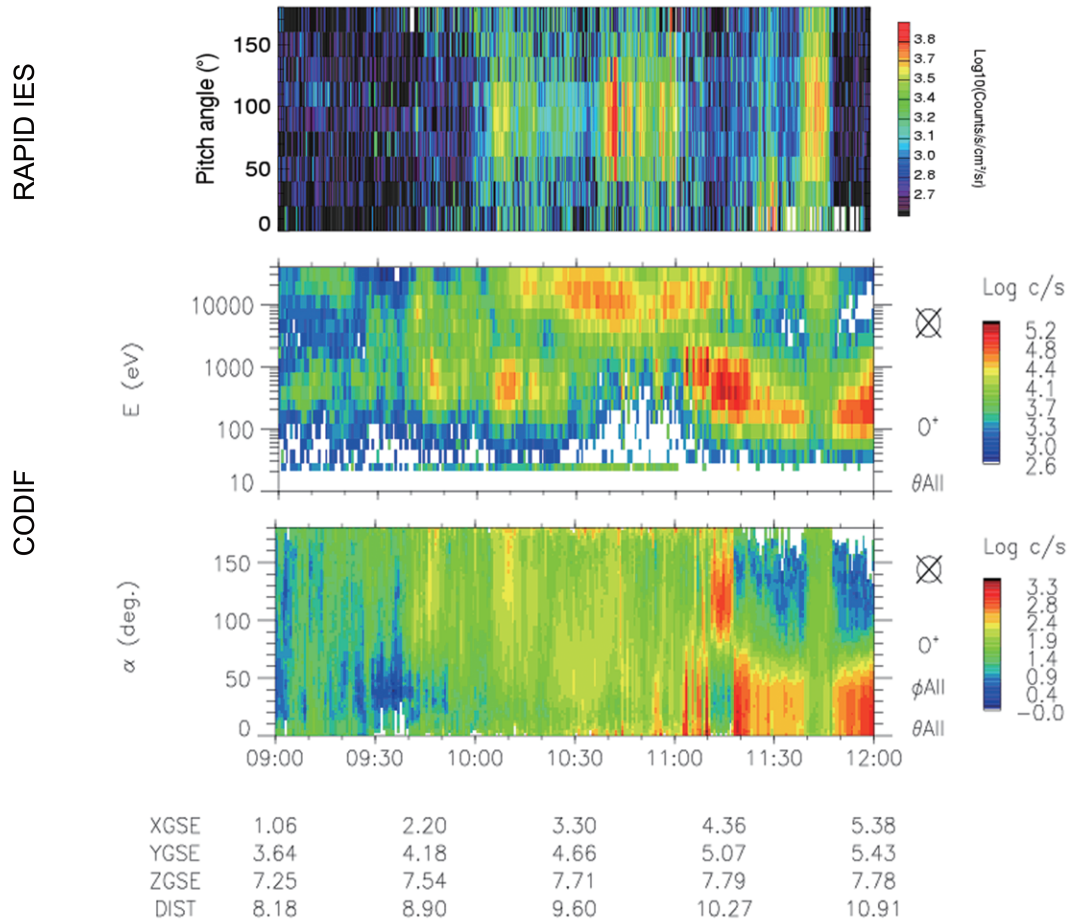 RAPID IES
Pitch angle (°)
150
100
50
0
3.8
3.7
3.5
3.4
3.2
3.1
3.0
2.8
2.7
Log10(Counts/s/cm²/sr)
CODIF
E (eV)
10000
1000
100
10
Log c/s
5.2
4.8
4.4
4.1
3.7
3.3
3.0
2.6
O⁺
θAll
α (deg.)
150
100
50
0
Log c/s
3.3
2.8
2.4
1.9
1.4
0.9
0.4
−0.0
O⁺
φAll
θAll
09:00 09:30 10:00 10:30 11:00 11:30 12:00
XGSE 1.06 2.20 3.30 4.36 5.38
YGSE 3.64 4.18 4.66 5.07 5.43
ZGSE 7.25 7.54 7.71 7.79 7.78
DIST 8.18 8.90 9.60 10.27 10.91